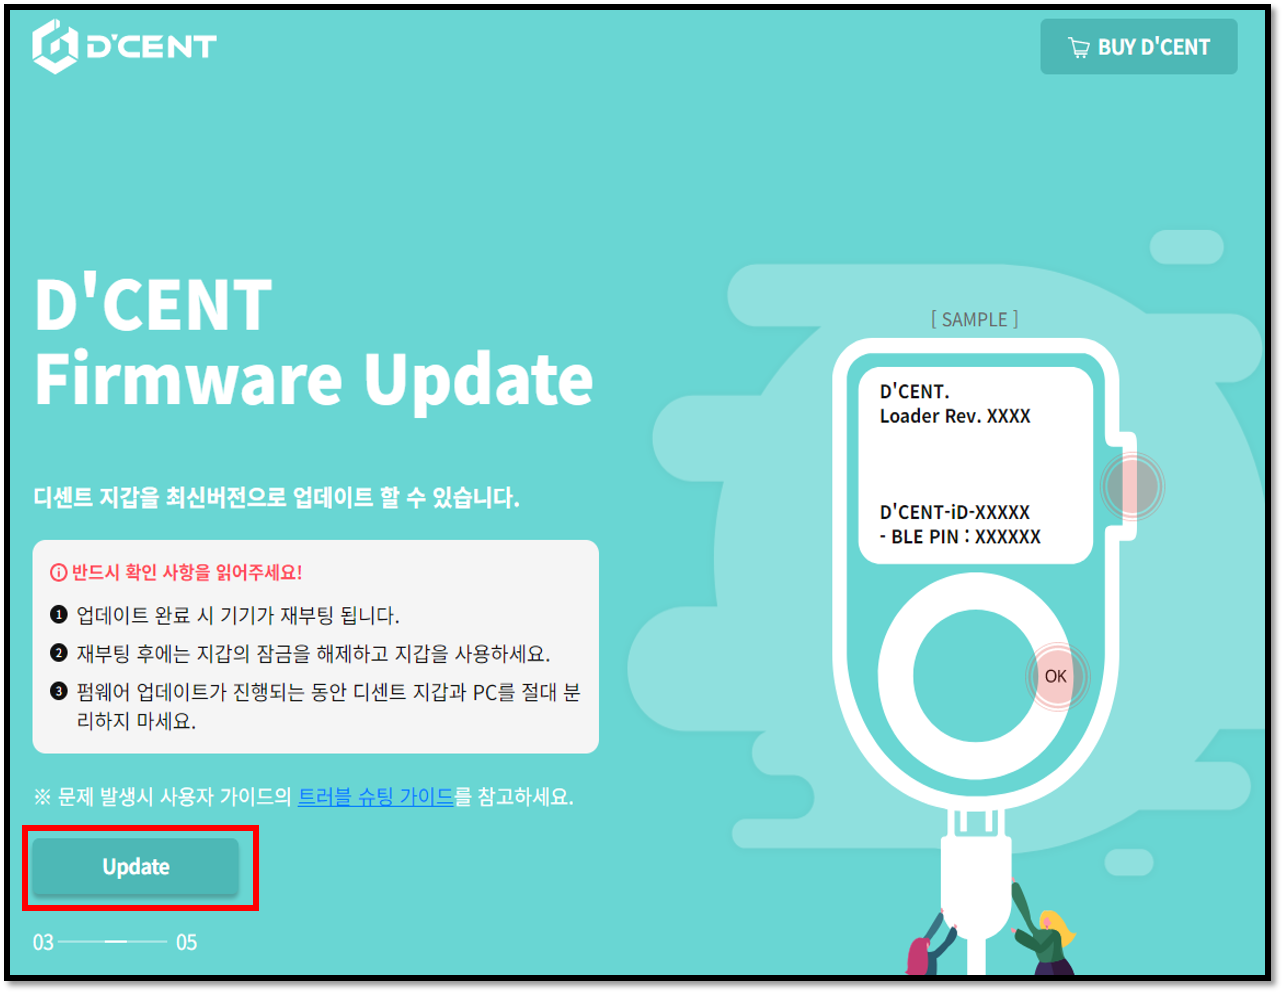 D'CENT
BUY D'CENT
D'CENT
Firmware Update
디센트 지갑을 최신버전으로 업데이트 할 수 있습니다.
반드시 확인 사항을 읽어주세요!
1 업데이트 완료 시 기기가 재부팅 됩니다.
2 재부팅 후에는 지갑의 잠금을 해제하고 지갑을 사용하세요.
3 펌웨어 업데이트가 진행되는 동안 디센트 지갑과 PC를 절대 분
리하지 마세요.
※ 문제 발생시 사용자 가이드의 트러블 슈팅 가이드를 참고하세요.
Update
03 05
[ SAMPLE ]
D'CENT.
Loader Rev. XXXX
D'CENT-iD-XXXXX
- BLE PIN : XXXXXX
OK